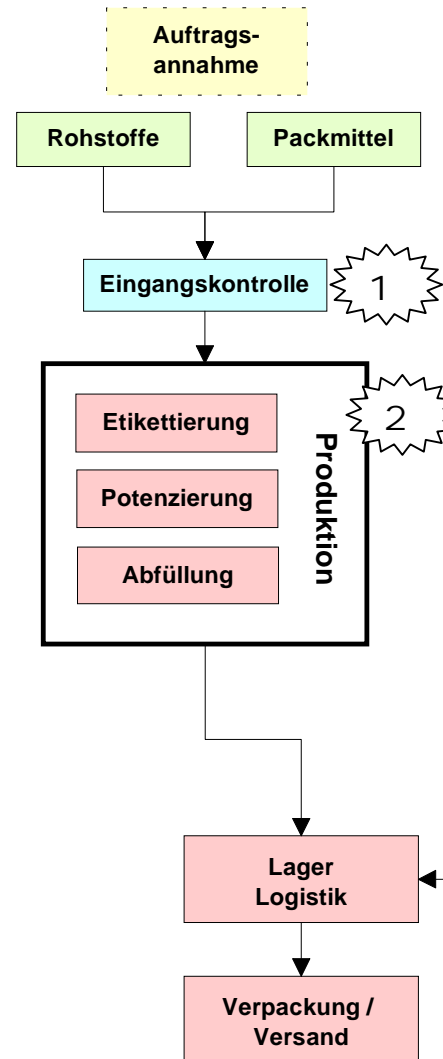 Auftrags-
annahme
Rohstoffe
Packmittel
Eingangskontrolle
1
2
Etikettierung
Potenzierung
Abfüllung
Produktion
Lager
Logistik
Verpackung /
Versand